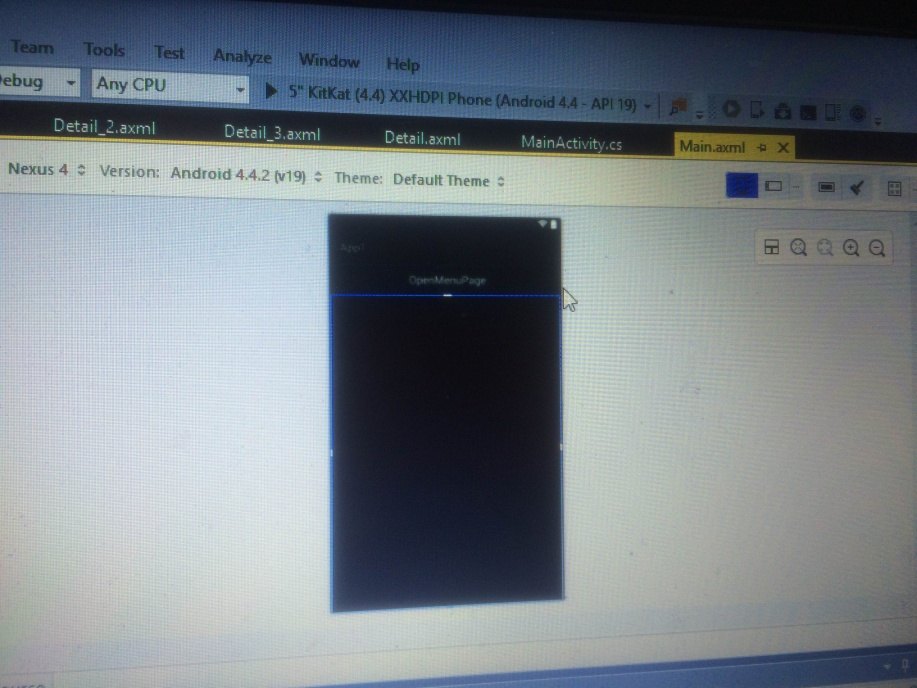 Team Tools Test Analyze Window Help
ebug Any CPU 5" KitKat (4.4) XXHDPI Phone (Android 4.4 - API 19)
Detail_2.axml Detail_3.axml Detail.axml MainActivity.cs Main.axml
Nexus 4 Version: Android 4.4.2 (v19) Theme: Default Theme
App1
OpenMenuPage